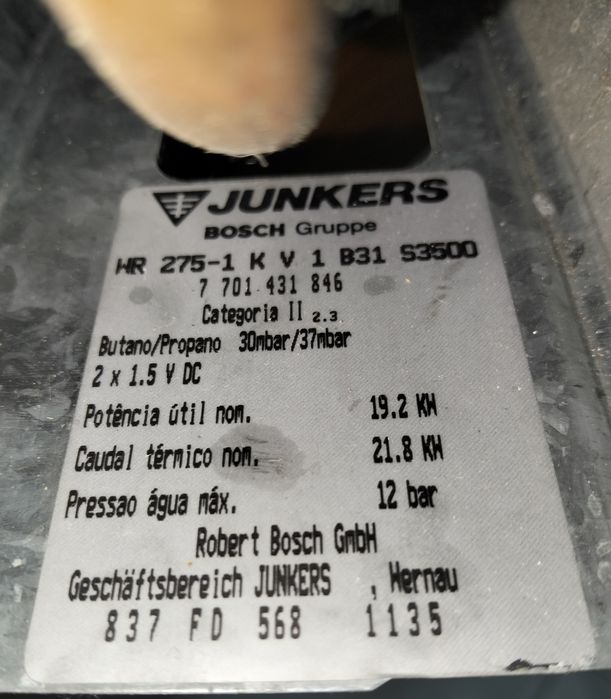 JUNKERS
BOSCH Gruppe
WR 275-1 K V 1 B31 S3500
7 701 431 846
Categoria II 2.3
Butano/Propano 30mbar/37mbar
2 x 1.5 V DC
Potência útil nom. 19.2 KW
Caudal térmico nom. 21.8 KW
Pressao água máx. 12 bar
Robert Bosch GmbH
Geschäftsbereich JUNKERS , Wernau
837 FD 568 1135